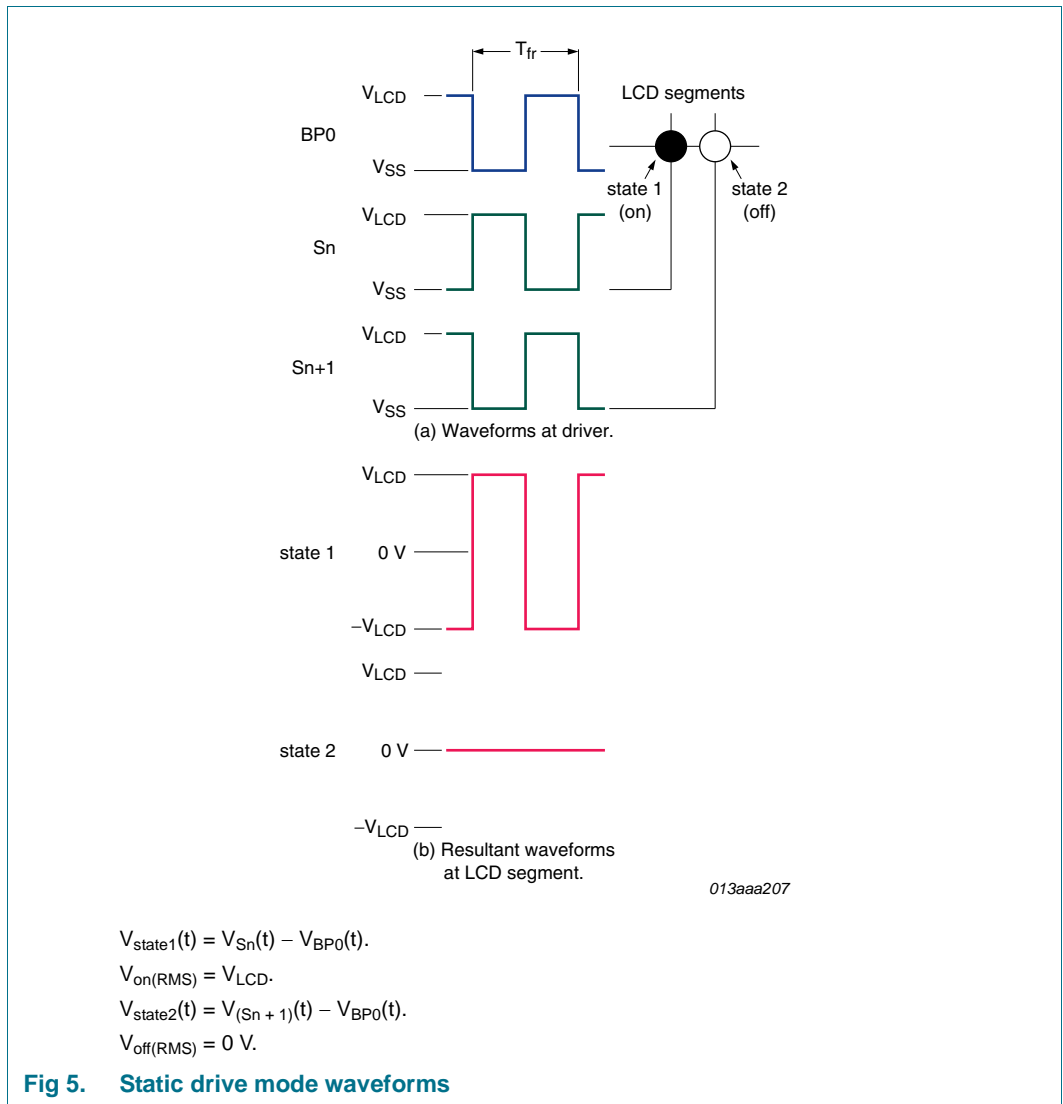 Tfr
VLCD
BP0
VSS
LCD segments
state 1
(on)
state 2
(off)
VLCD
Sn
VSS
VLCD
Sn+1
VSS
(a) Waveforms at driver.
VLCD
state 1
0 V
−VLCD
VLCD
state 2
0 V
−VLCD
(b) Resultant waveforms
at LCD segment.
013aaa207
Vstate1(t) = VSn(t) − VBP0(t).
Von(RMS) = VLCD.
Vstate2(t) = V(Sn + 1)(t) − VBP0(t).
Voff(RMS) = 0 V.
Fig 5. Static drive mode waveforms